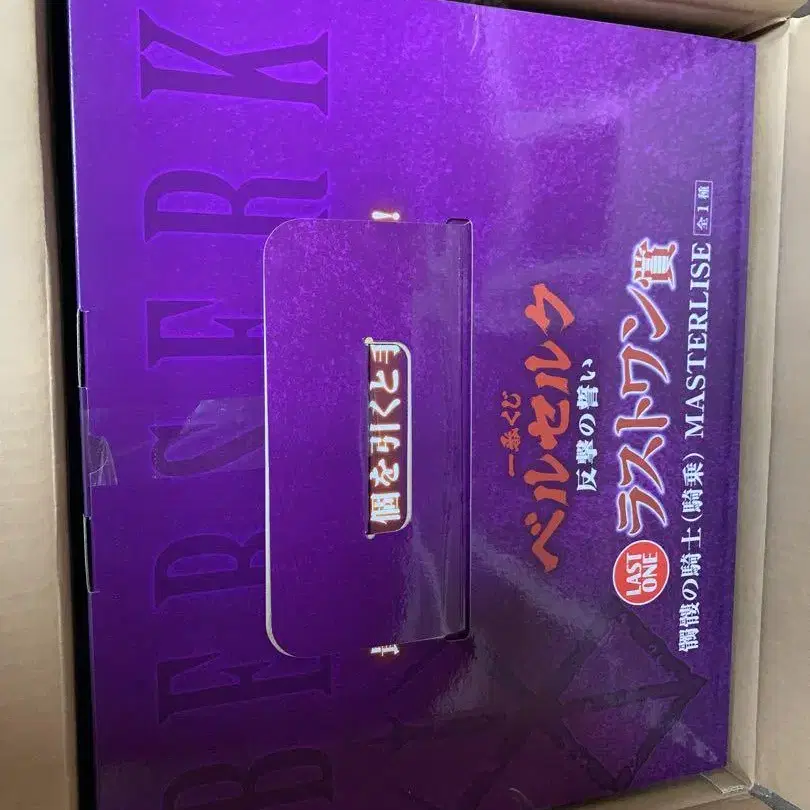 BERSERK
個を引くと
!
一番くじ
ベルセルク
反撃の誓い
LAST
ONE
ラストワン賞
髑髏の騎士(騎乗) MASTERLISE 全1種